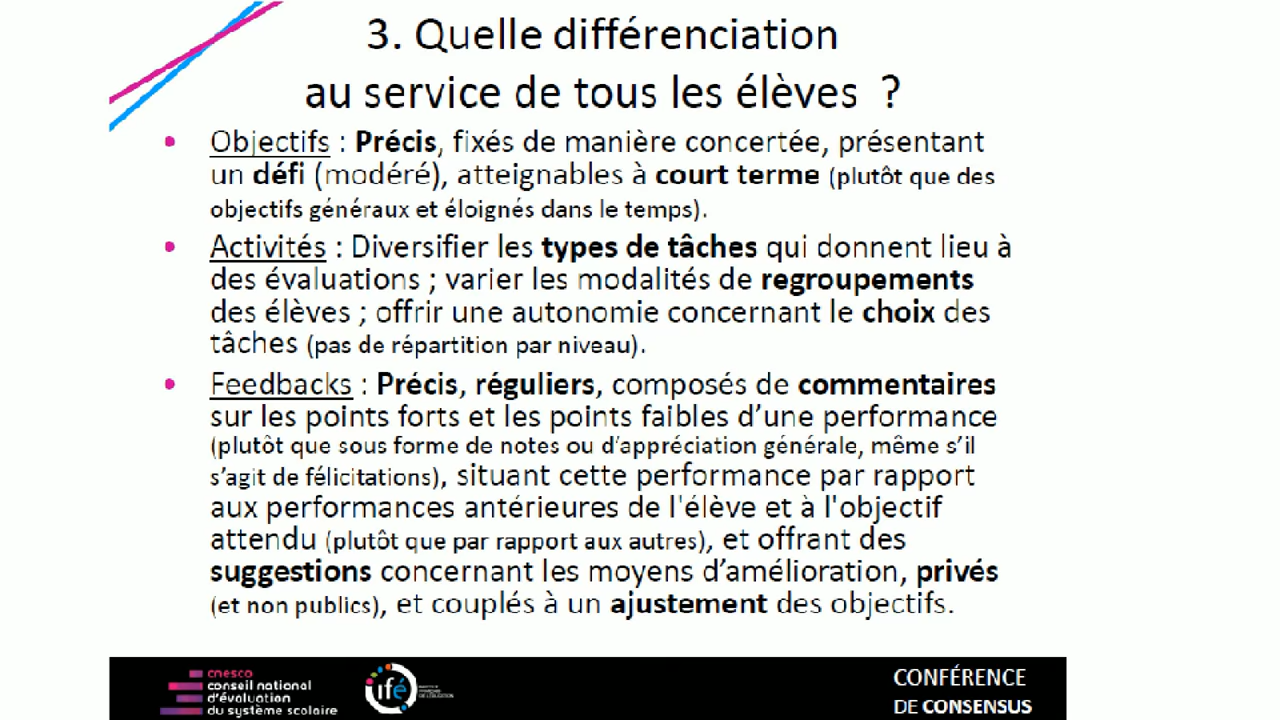 3. Quelle différenciation
au service de tous les élèves ?
• Objectifs : Précis, fixés de manière concertée, présentant
un défi (modéré), atteignables à court terme (plutôt que des
objectifs généraux et éloignés dans le temps).
• Activités : Diversifier les types de tâches qui donnent lieu à
des évaluations ; varier les modalités de regroupements
des élèves ; offrir une autonomie concernant le choix des
tâches (pas de répartition par niveau).
• Feedbacks : Précis, réguliers, composés de commentaires
sur les points forts et les points faibles d’une performance
(plutôt que sous forme de notes ou d’appréciation générale, même s’il
s’agit de félicitations), situant cette performance par rapport
aux performances antérieures de l'élève et à l'objectif
attendu (plutôt que par rapport aux autres), et offrant des
suggestions concernant les moyens d’amélioration, privés
(et non publics), et couplés à un ajustement des objectifs.
cnesco
conseil national
d'évaluation
du système scolaire
ifé
CONFÉRENCE
DE CONSENSUS